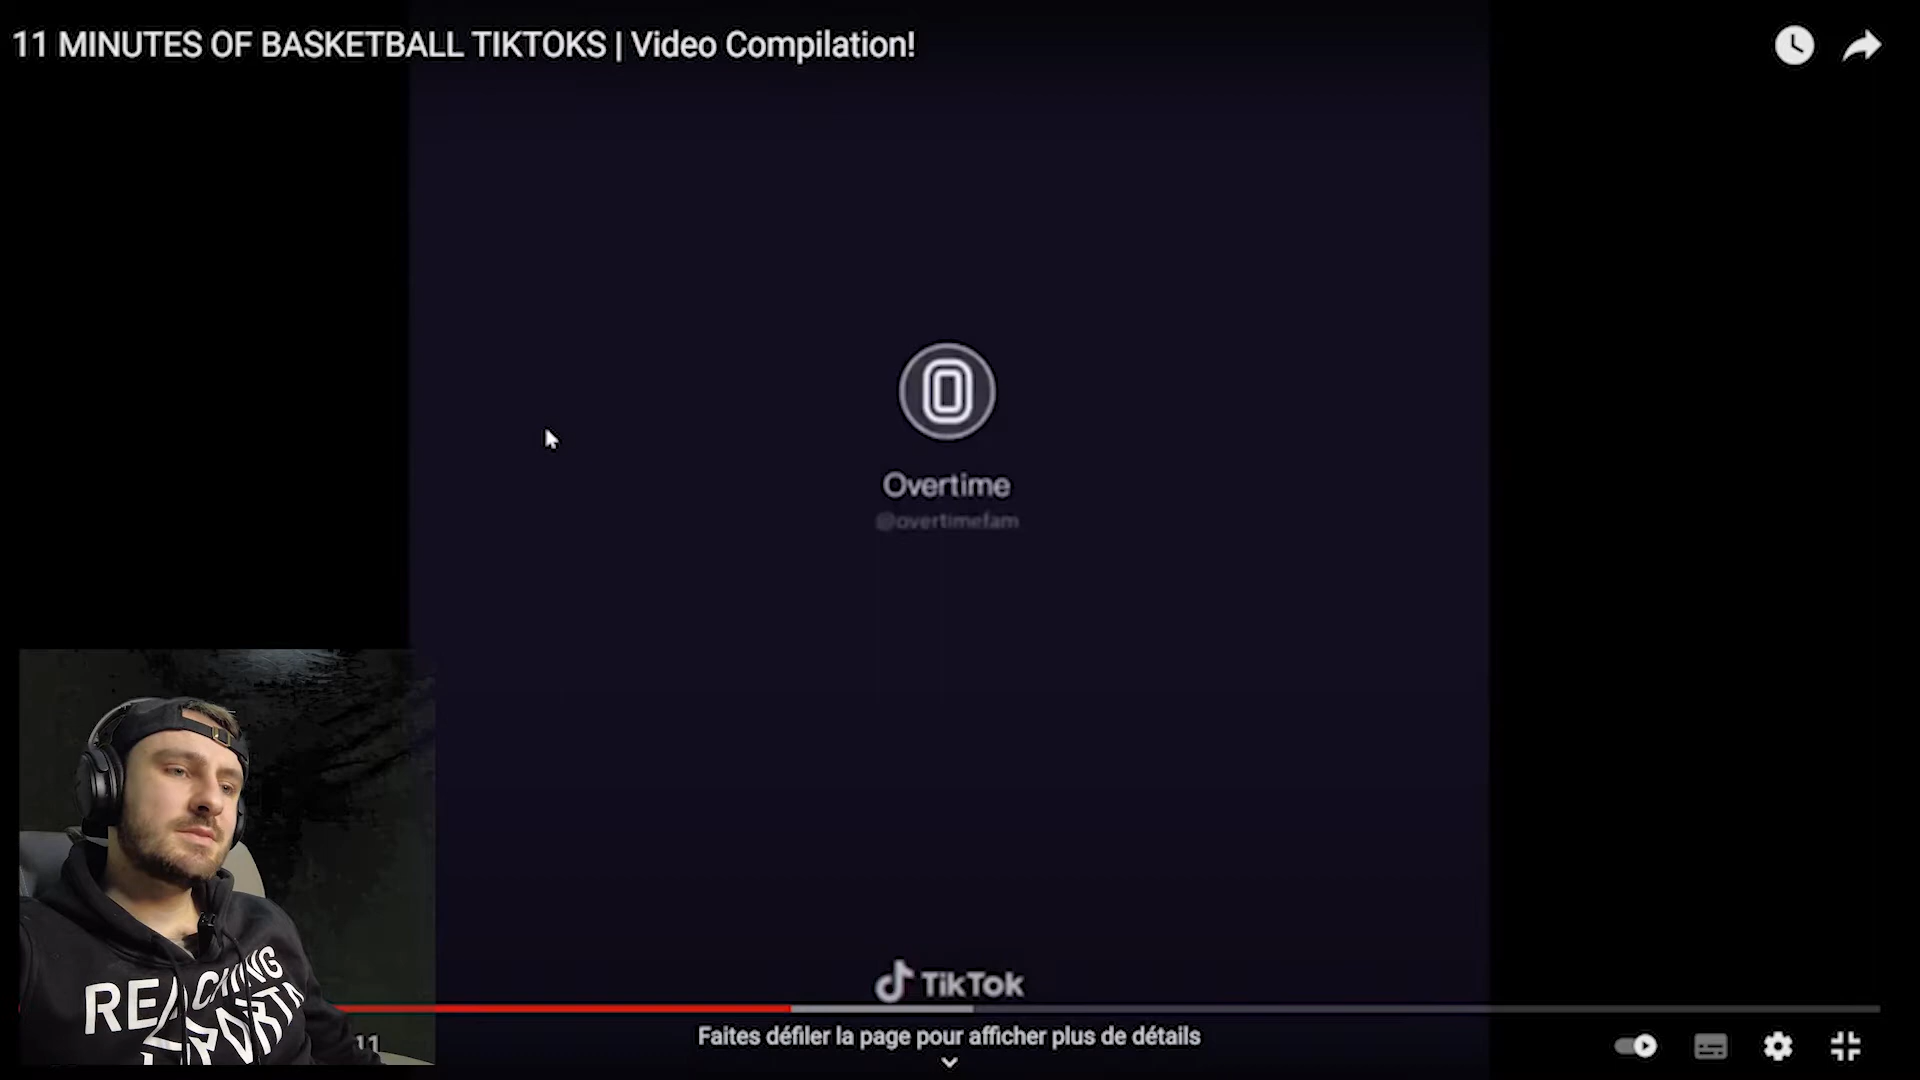 11 MINUTES OF BASKETBALL TIKTOKS | Video Compilation!
Overtime
@overtimefam
TikTok
11
Faites défiler la page pour afficher plus de détails